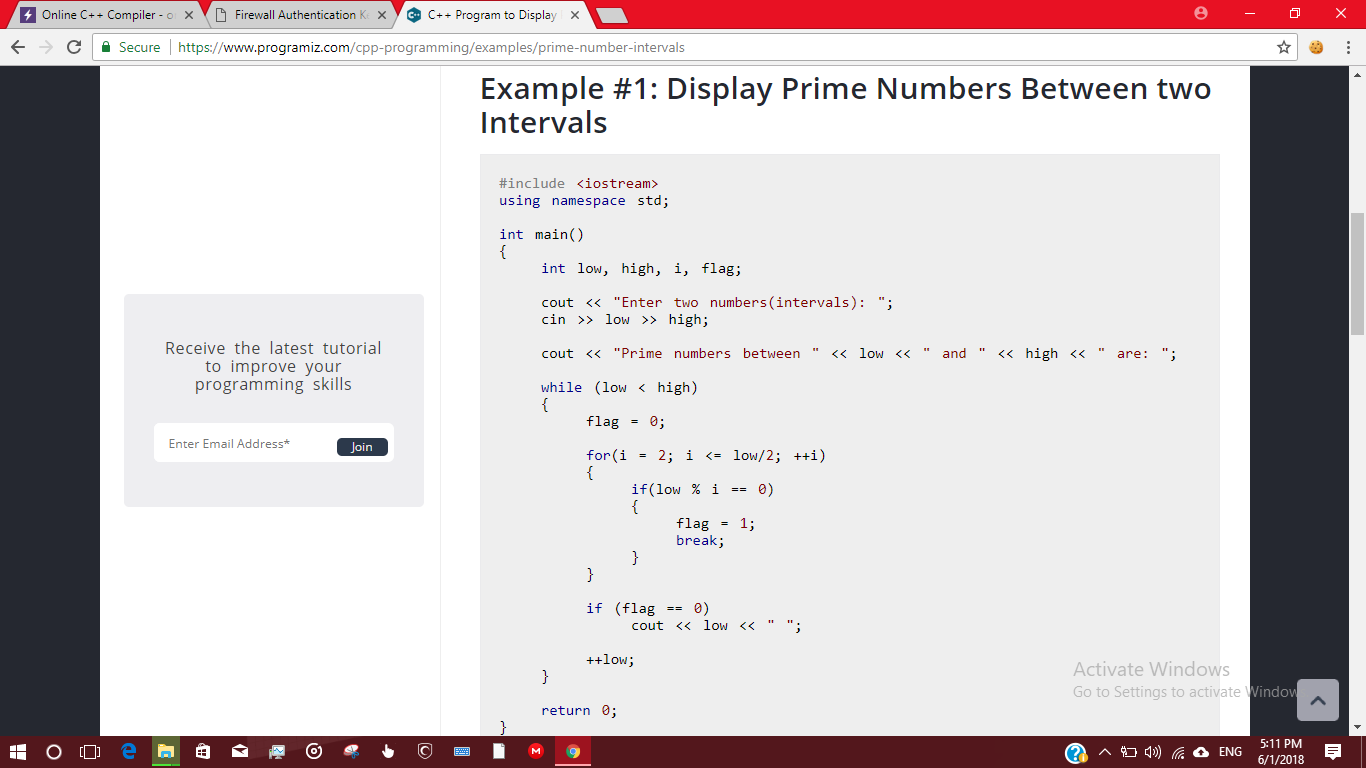 Online C++ Compiler - o
Firewall Authentication K
C++ Program to Display
Secure
https://www.programiz.com/cpp-programming/examples/prime-number-intervals
Example #1: Display Prime Numbers Between two
Intervals
#include <iostream>
using namespace std;
int main()
{
int low, high, i, flag;
cout << "Enter two numbers(intervals): ";
cin >> low >> high;
cout << "Prime numbers between " << low << " and " << high << " are: ";
while (low < high)
{
flag = 0;
for(i = 2; i <= low/2; ++i)
{
if(low % i == 0)
{
flag = 1;
break;
}
}
if (flag == 0)
cout << low << " ";
++low;
}
return 0;
}
Receive the latest tutorial
to improve your
programming skills
Enter Email Address*
Join
Activate Windows
Go to Settings to activate Window
ENG
5:11 PM
6/1/2018